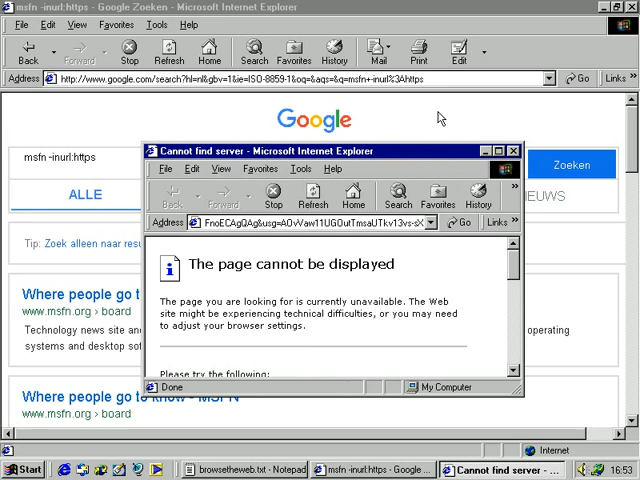 msfn -inurl:https - Google Zoeken - Microsoft Internet Explorer
File Edit View Favorites Tools Help
Back Forward Stop Refresh Home Search Favorites History Mail Print Edit
Address http://www.google.com/search?hl=nl&gbv=1&ie=ISO-8859-1&oq=&aqs=&q=msfn+-inurl%3Ahttps Go Links »
Google
msfn -inurl:https Zoeken
ALLE NIEUWS
Tip: Zoek alleen naar resu
Where people go t
www.msfn.org › board
Technology news site an operating
systems and desktop sof
Where people go to know - MSFN
www.msfn.org › board
Cannot find server - Microsoft Internet Explorer
File Edit View Favorites Tools Help »
Back Forward Stop Refresh Home Search Favorites History »
Address Go Links »
The page cannot be displayed
The page you are looking for is currently unavailable. The Web
site might be experiencing technical difficulties, or you may need
to adjust your browser settings.
Please try the following:
Done My Computer
Internet
Start browsetheweb.txt - Notepad msfn -inurl:https - Google ... Cannot find server - ... 16:53